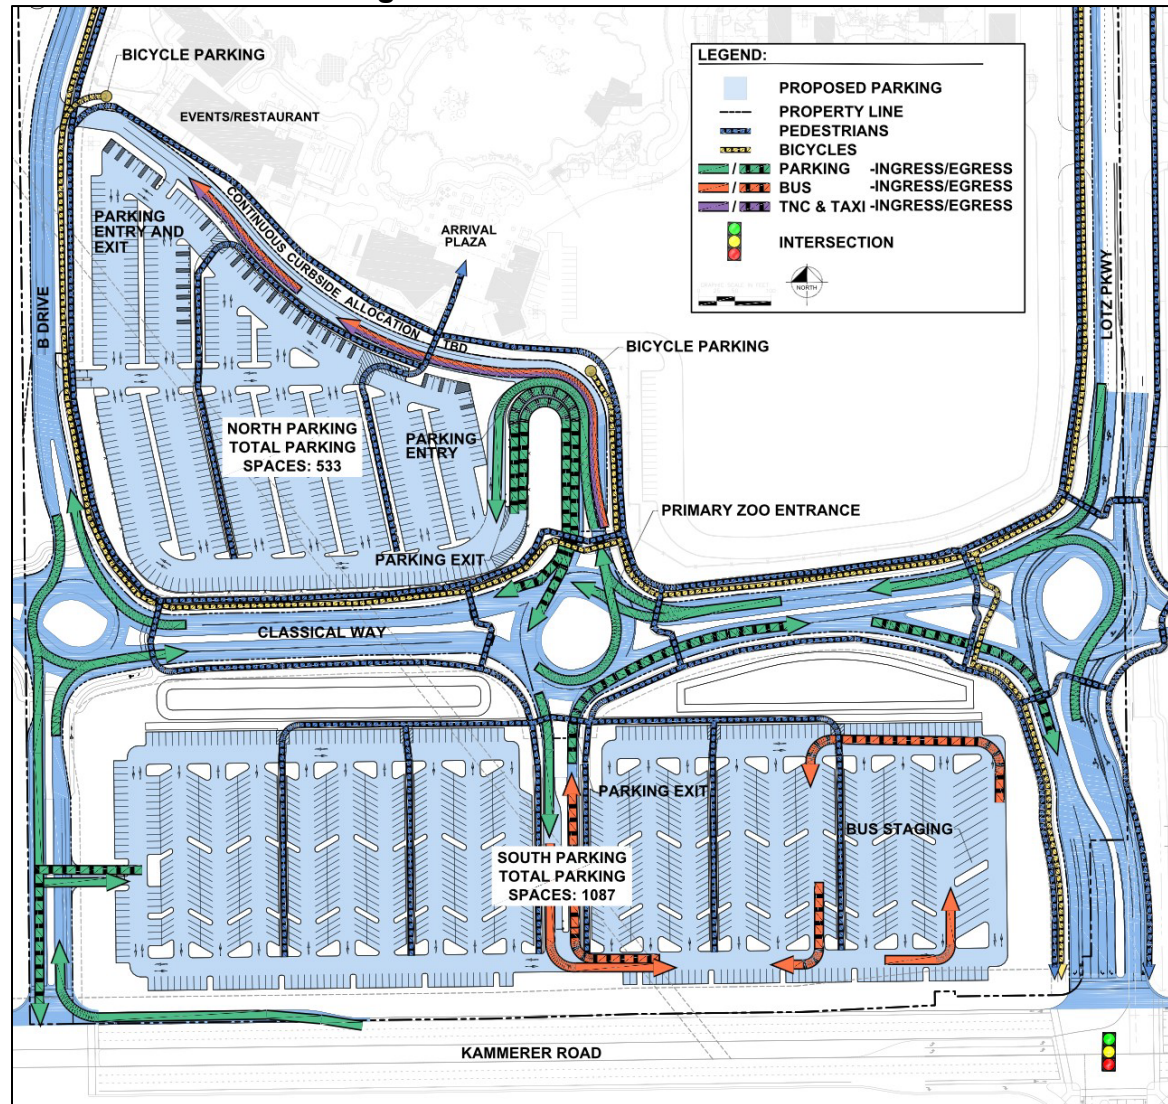 BICYCLE PARKING
EVENTS/RESTAURANT
PARKING
ENTRY AND
EXIT
CONTINUOUS CURBSIDE ALLOCATION TBD
ARRIVAL
PLAZA
B DRIVE
LEGEND:
PROPOSED PARKING
PROPERTY LINE
PEDESTRIANS
BICYCLES
/ PARKING -INGRESS/EGRESS
/ BUS -INGRESS/EGRESS
/ TNC & TAXI -INGRESS/EGRESS
INTERSECTION
NORTH
LOTZ PKWY
BICYCLE PARKING
NORTH PARKING
TOTAL PARKING
SPACES: 533
PARKING
ENTRY
PRIMARY ZOO ENTRANCE
PARKING EXIT
CLASSICAL WAY
PARKING EXIT
BUS STAGING
SOUTH PARKING
TOTAL PARKING
SPACES: 1087
KAMMERER ROAD